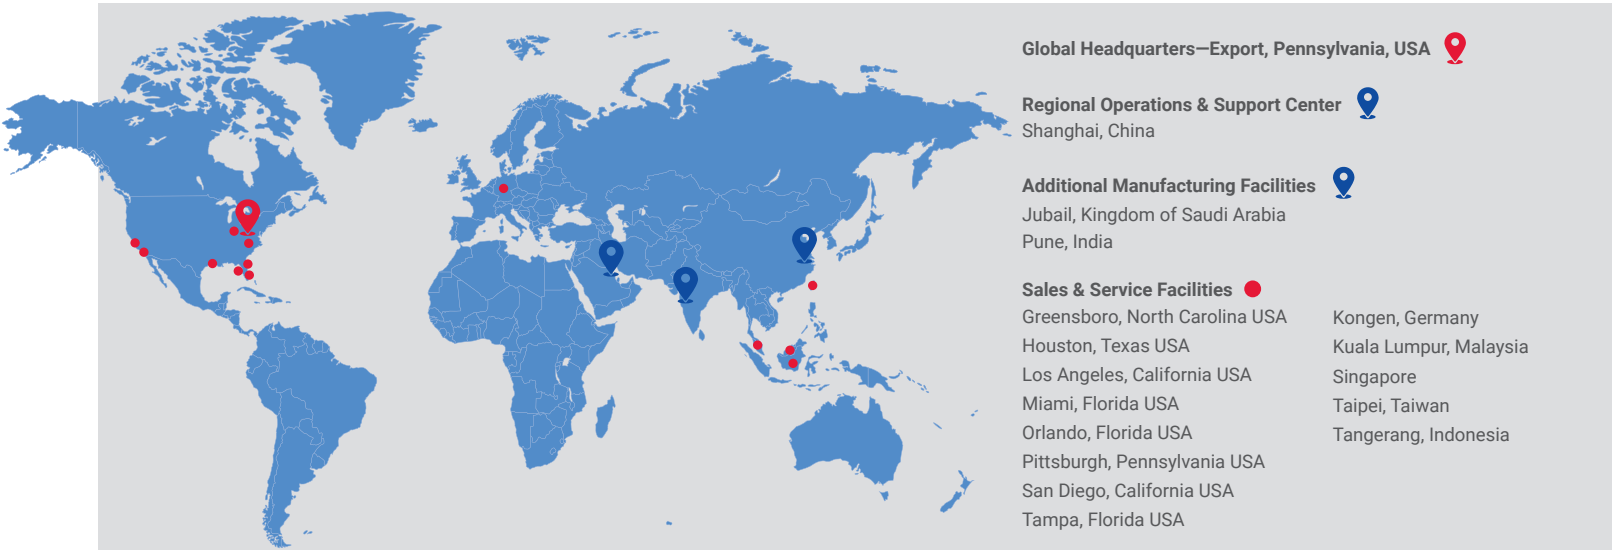 Global Headquarters—Export, Pennsylvania, USA
Regional Operations & Support Center
Shanghai, China
Additional Manufacturing Facilities
Jubail, Kingdom of Saudi Arabia
Pune, India
Sales & Service Facilities
Greensboro, North Carolina USA
Houston, Texas USA
Los Angeles, California USA
Miami, Florida USA
Orlando, Florida USA
Pittsburgh, Pennsylvania USA
San Diego, California USA
Tampa, Florida USA
Kongen, Germany
Kuala Lumpur, Malaysia
Singapore
Taipei, Taiwan
Tangerang, Indonesia